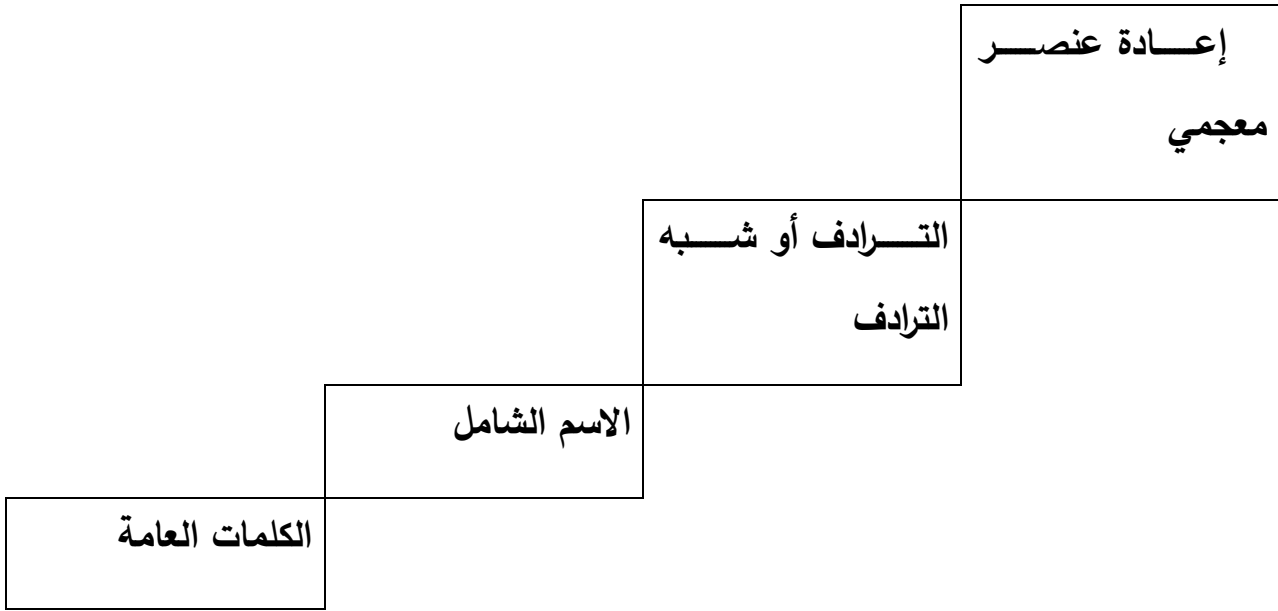 إعادة عنصر
معجمي
الترادف أو شبه
الترادف
الاسم الشامل
الكلمات العامة